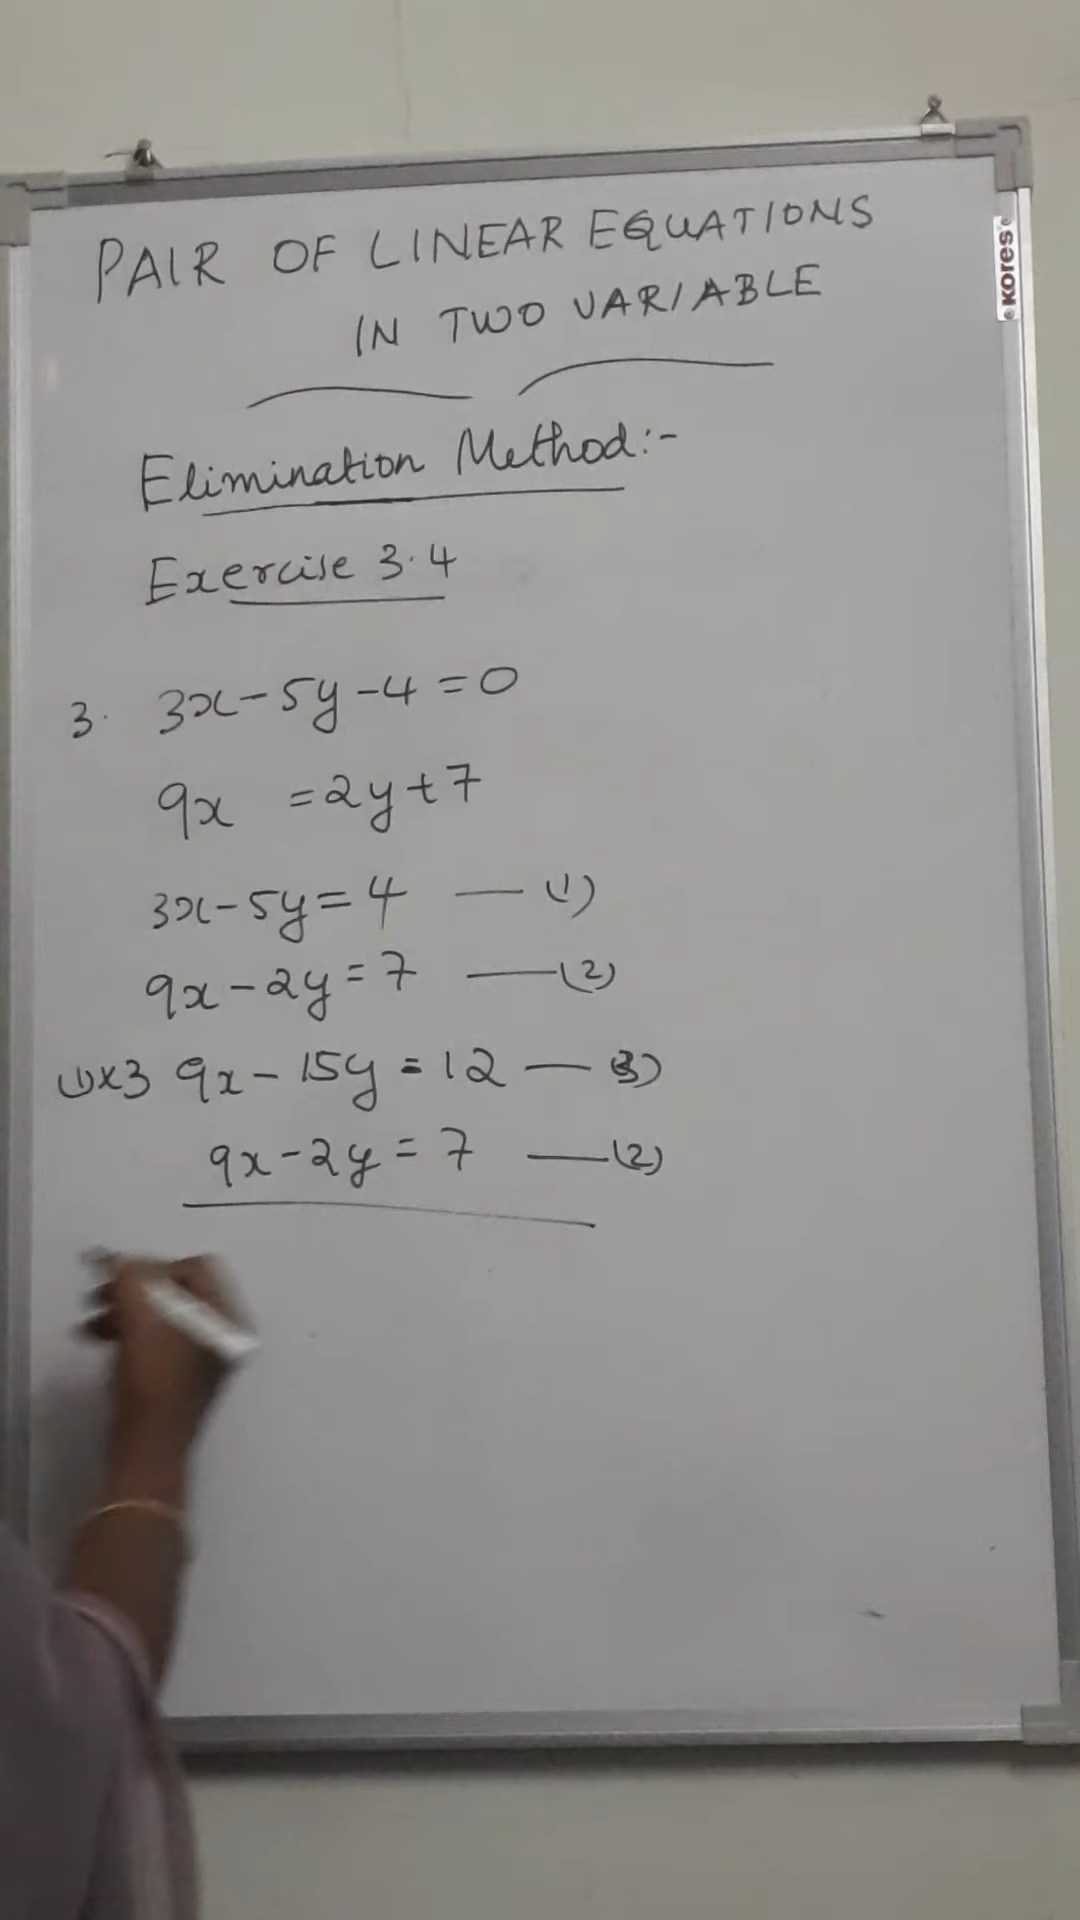 PAIR OF LINEAR EQUATIONS
IN TWO VARIABLE
Elimination Method:-
Exercise 3.4
3. 3x-5y-4=0
9x =2y+7
3x-5y=4 — (1)
9x-2y=7 — (2)
(1)x3 9x-15y=12 — (3)
9x-2y=7 — (2)
kores